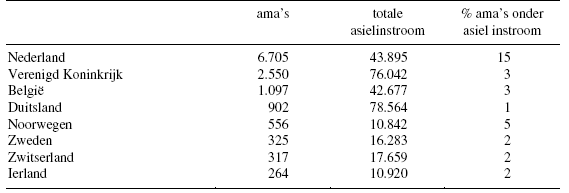 ama's totale % ama's onder
asielinstroom asiel instroom
Nederland 6.705 43.895 15
Verenigd Koninkrijk 2.550 76.042 3
België 1.097 42.677 3
Duitsland 902 78.564 1
Noorwegen 556 10.842 5
Zweden 325 16.283 2
Zwitserland 317 17.659 2
Ierland 264 10.920 2